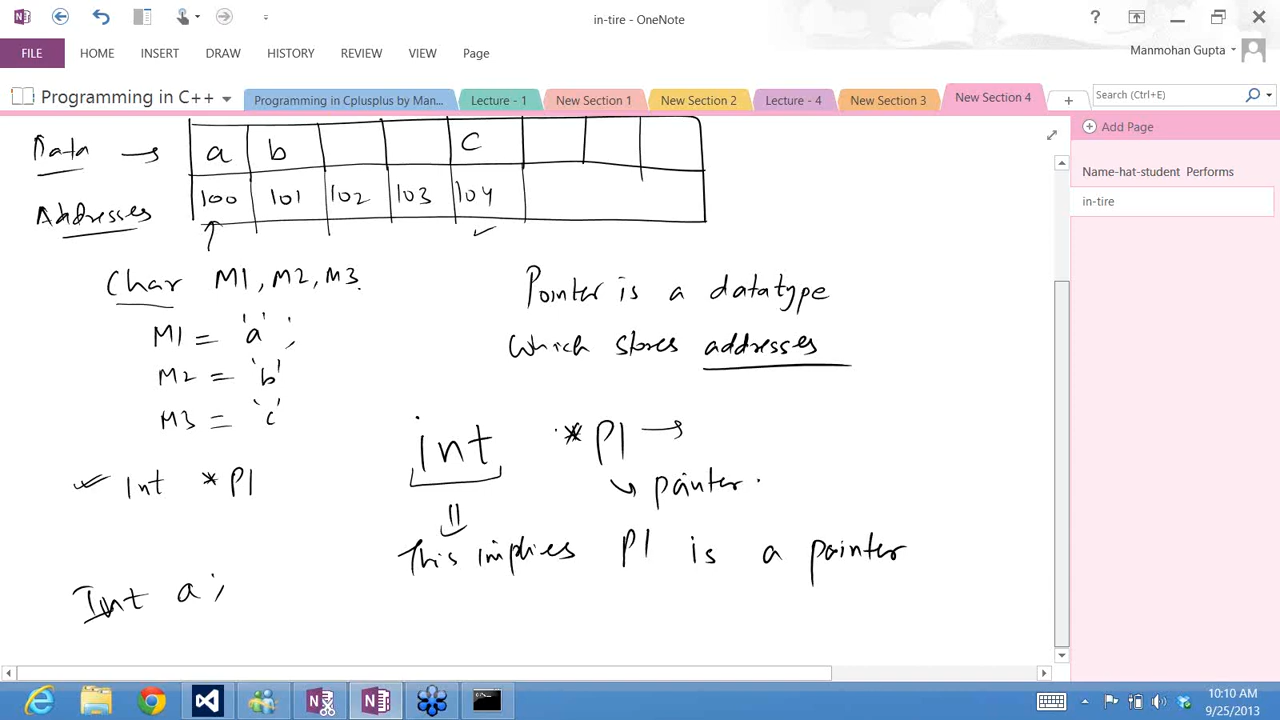 in-tire - OneNote
?
Manmohan Gupta
FILE HOME INSERT DRAW HISTORY REVIEW VIEW Page
Programming in C++
Programming in Cplusplus by Man... Lecture - 1 New Section 1 New Section 2 Lecture - 4 New Section 3 New Section 4
Search (Ctrl+E)
Add Page
Name-hat-student Performs
in-tire
Data → a b C
Addresses 100 101 102 103 104
Char M1, M2, M3.
M1 = 'a' ;
M2 = 'b'
M3 = 'c'
Int *P1
Int a;
Pointer is a datatype
which stores addresses
int *P1 →
pointer.
This implies P1 is a pointer
10:10 AM
9/25/2013